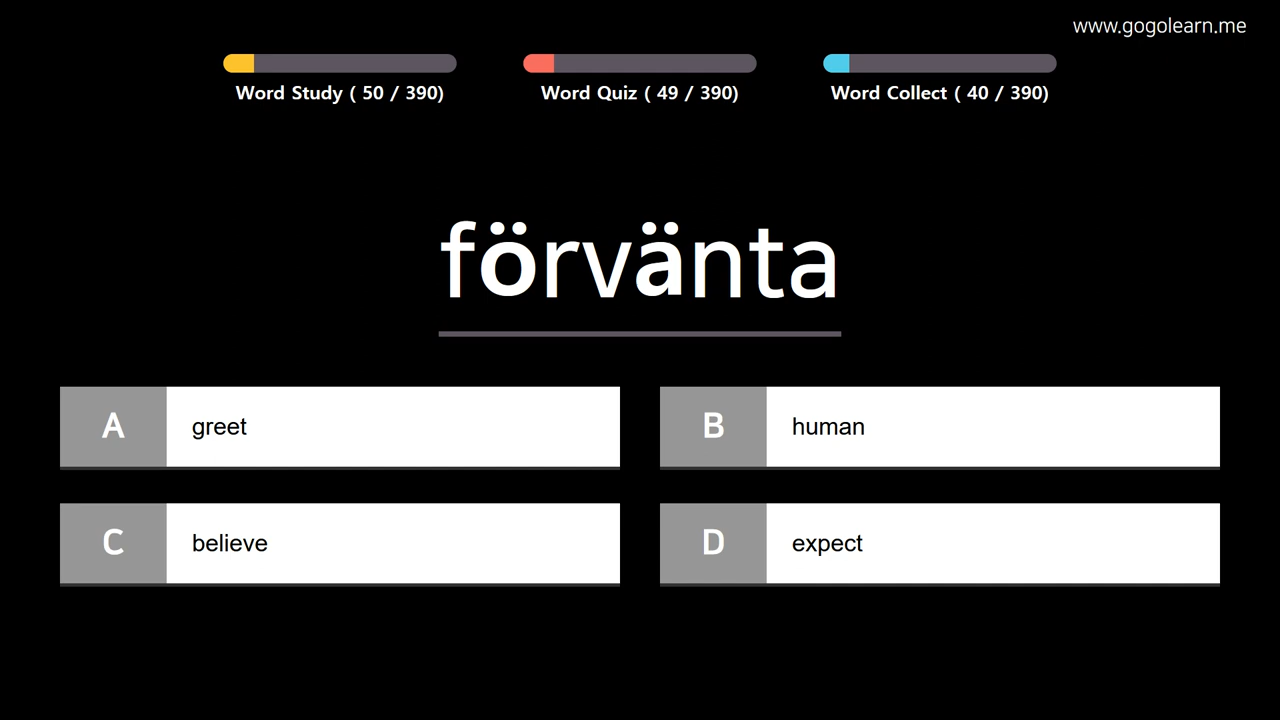 www.gogolearn.me
Word Study ( 50 / 390)
Word Quiz ( 49 / 390)
Word Collect ( 40 / 390)
förvänta
A greet
B human
C believe
D expect